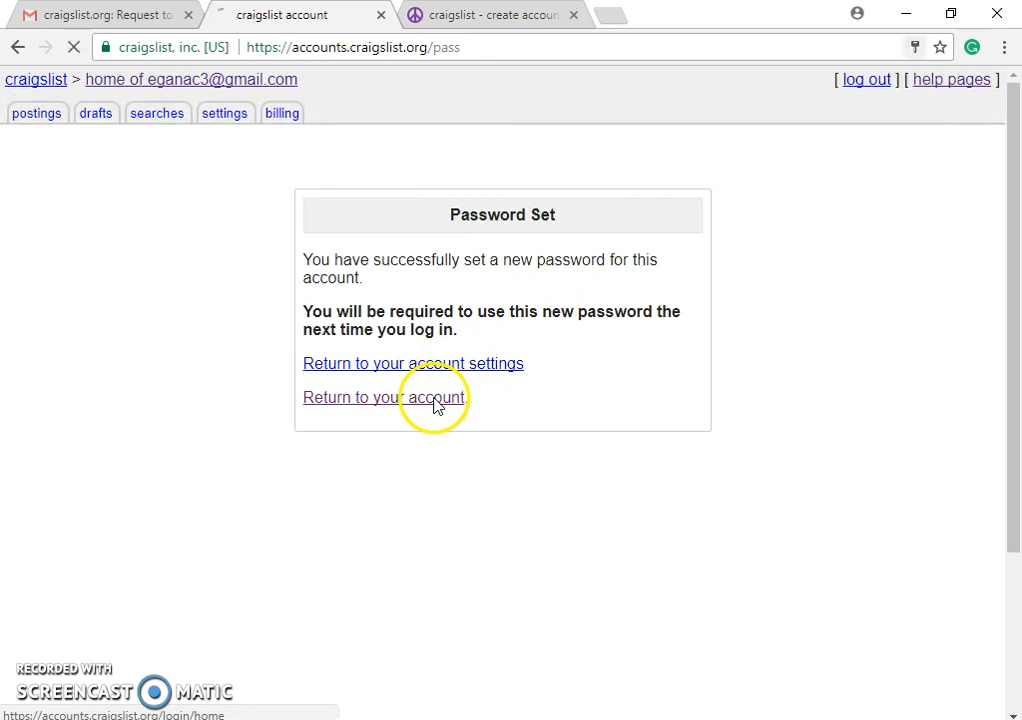 craigslist.org: Request to
craigslist account
craigslist - create accoun
craigslist, inc. [US]
https://accounts.craigslist.org/pass
craigslist > home of eganac3@gmail.com
[ log out ] [ help pages ]
postings
drafts
searches
settings
billing
Password Set
You have successfully set a new password for this
account.
You will be required to use this new password the
next time you log in.
Return to your account settings
Return to your account.
RECORDED WITH
SCREENCAST MATIC
https://accounts.craigslist.org/login/home